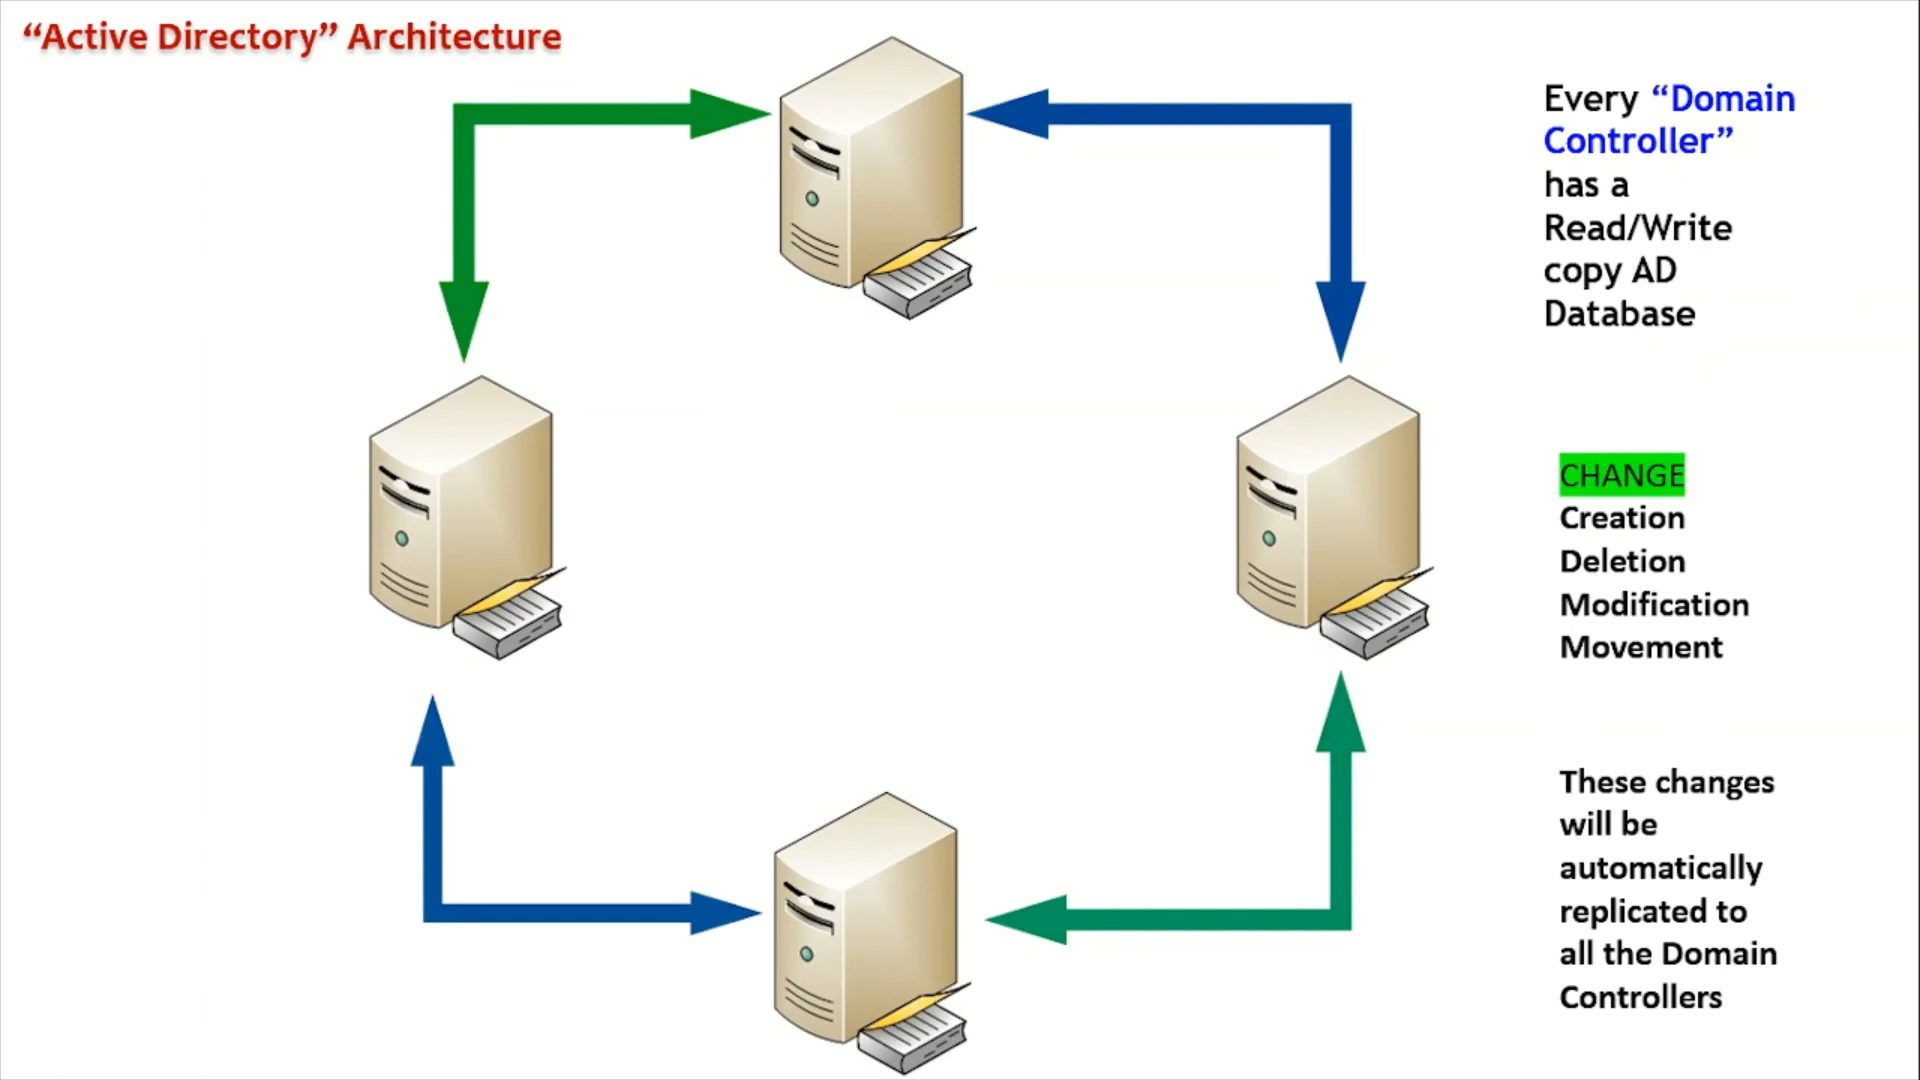 “Active Directory” Architecture
Every “Domain
Controller”
has a
Read/Write
copy AD
Database
CHANGE
Creation
Deletion
Modification
Movement
These changes
will be
automatically
replicated to
all the Domain
Controllers